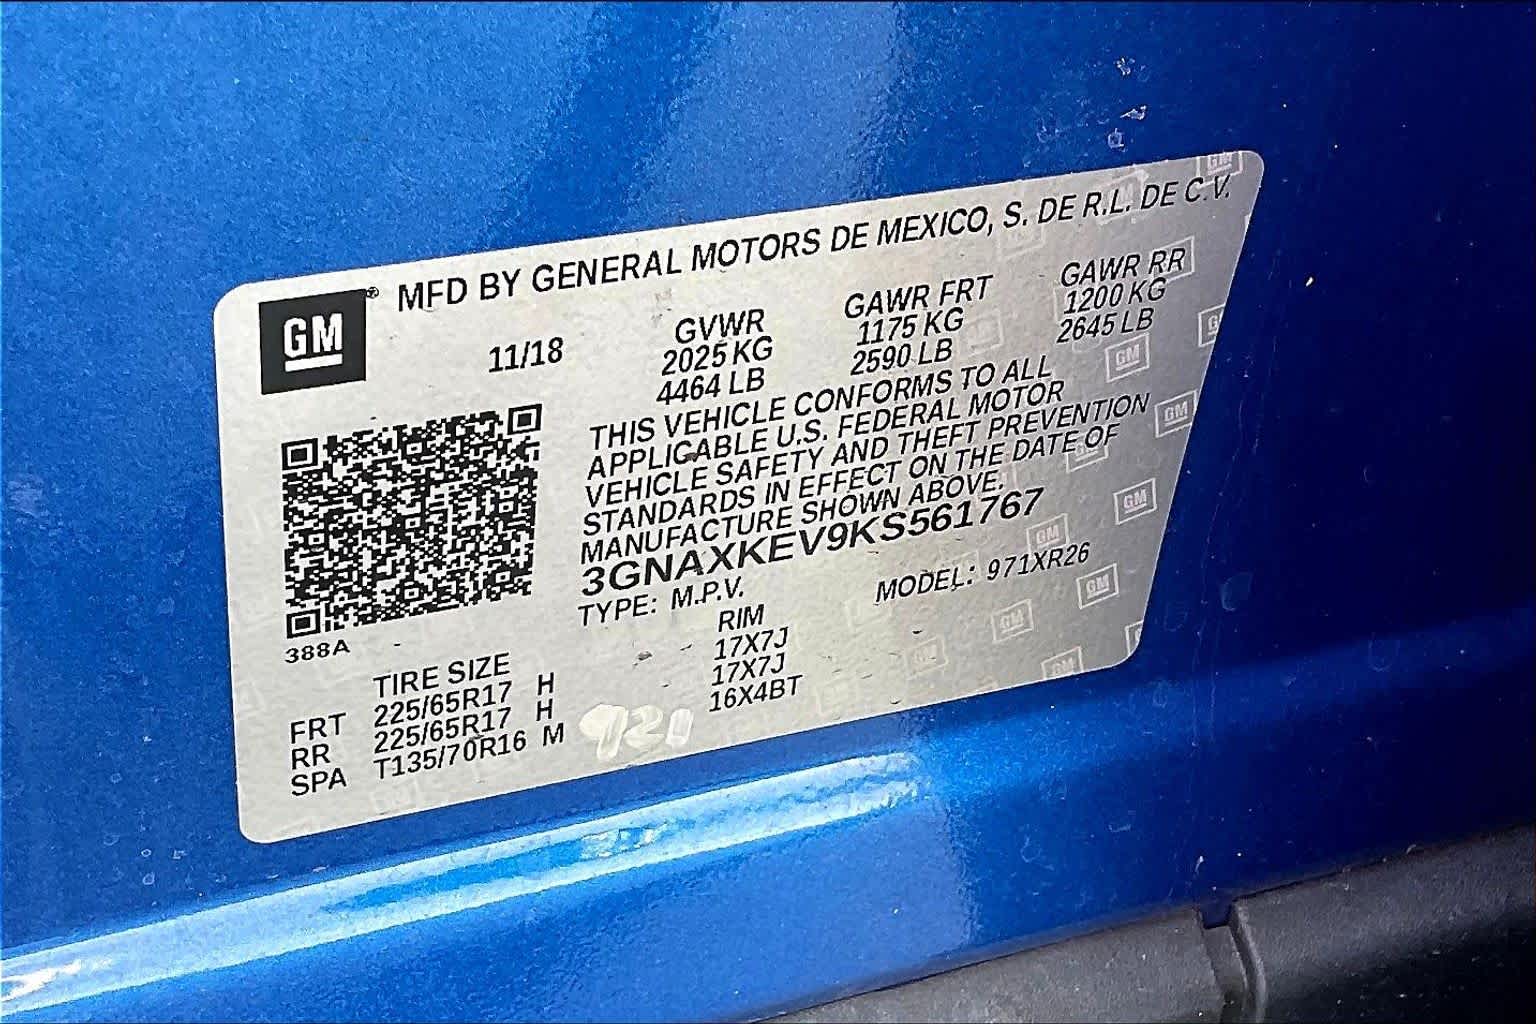 GM ® MFD BY GENERAL MOTORS DE MEXICO, S. DE R.L. DE C.V.
11/18 GVWR GAWR FRT GAWR RR
2025 KG 1175 KG 1200 KG
4464 LB 2590 LB 2645 LB
THIS VEHICLE CONFORMS TO ALL
APPLICABLE U.S. FEDERAL MOTOR
VEHICLE SAFETY AND THEFT PREVENTION
STANDARDS IN EFFECT ON THE DATE OF
MANUFACTURE SHOWN ABOVE.
3GNAXKEV9KS561767
TYPE: M.P.V. MODEL: 971XR26
388A
TIRE SIZE RIM
FRT 225/65R17 H 17X7J
RR 225/65R17 H 17X7J
SPA T135/70R16 M 16X4BT